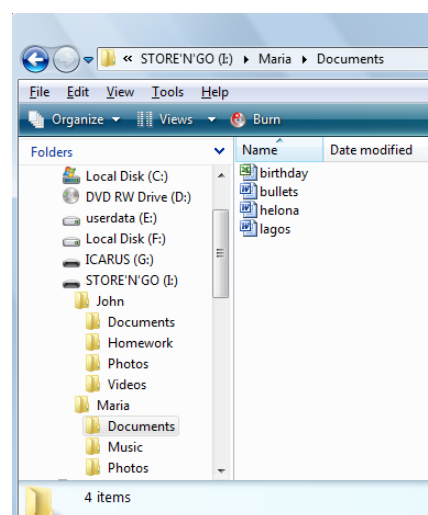 « STORE'N'GO (I:) ▸ Maria ▸ Documents
File Edit View Tools Help
Organize Views Burn
Folders
Name Date modified
Local Disk (C:)
DVD RW Drive (D:)
userdata (E:)
Local Disk (F:)
ICARUS (G:)
STORE'N'GO (I:)
John
Documents
Homework
Photos
Videos
Maria
Documents
Music
Photos
birthday
bullets
helona
lagos
4 items